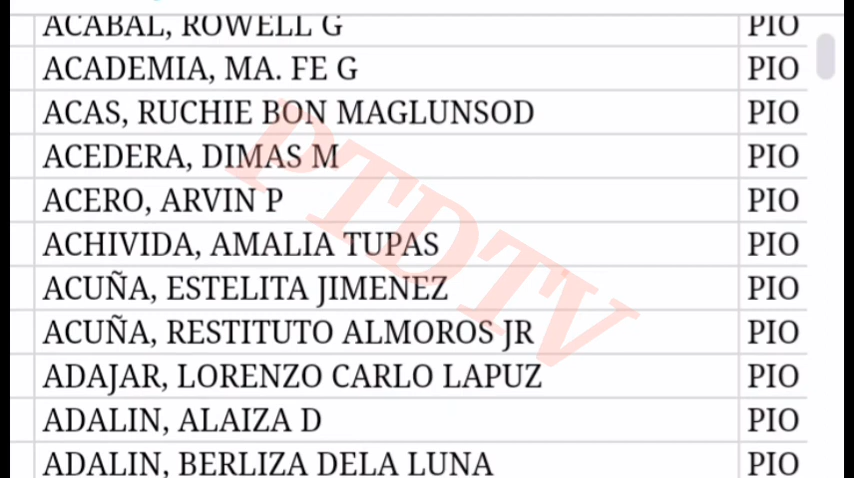 ACABAL, ROWELL G PIO
ACADEMIA, MA. FE G PIO
ACAS, RUCHIE BON MAGLUNSOD PIO
ACEDERA, DIMAS M PIO
ACERO, ARVIN P PIO
ACHIVIDA, AMALIA TUPAS PIO
ACUÑA, ESTELITA JIMENEZ PIO
ACUÑA, RESTITUTO ALMOROS JR PIO
ADAJAR, LORENZO CARLO LAPUZ PIO
ADALIN, ALAIZA D PIO
ADALIN, BERLIZA DELA LUNA PIO
PTDTV